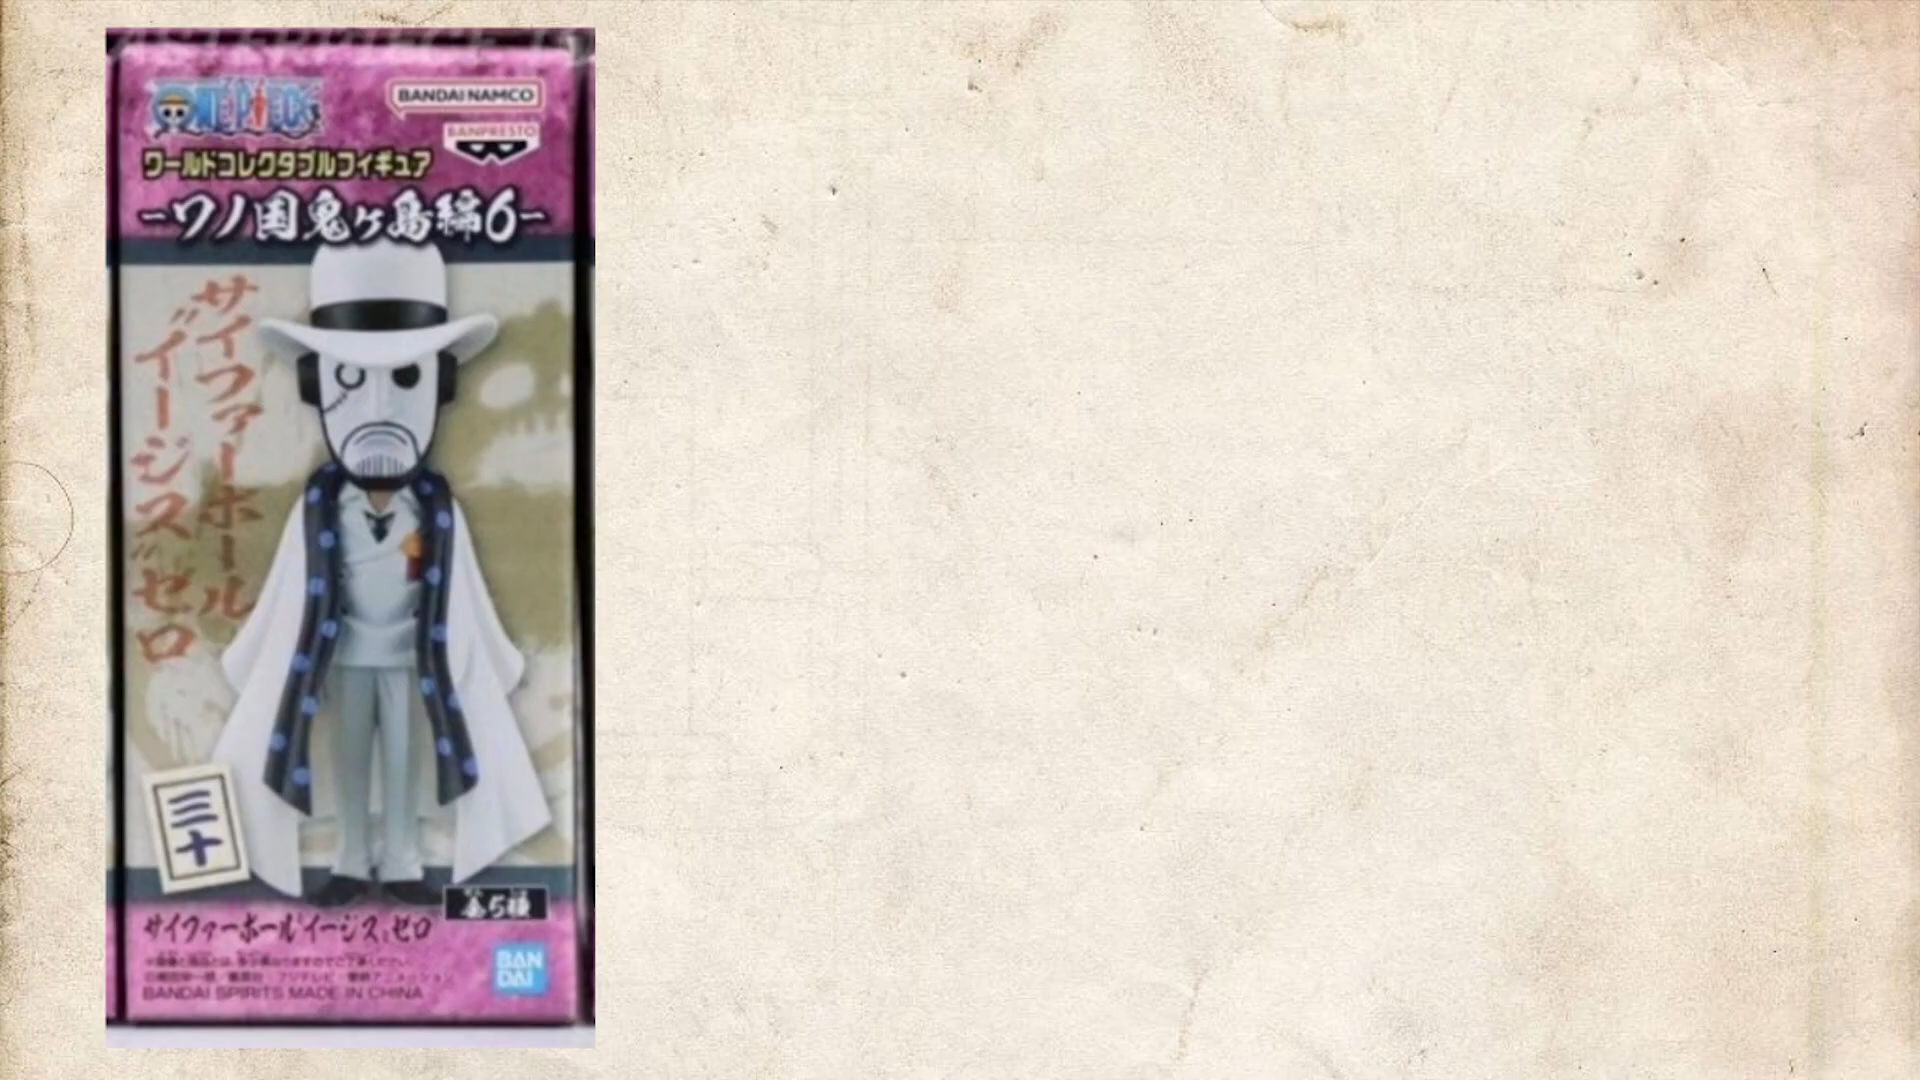 ONE PIECE
BANDAI NAMCO
BANPRESTO
ワールドコレクタブルフィギュア
-ワノ国鬼ヶ島編6-
サイファーポール
"イージス"ゼロ
三十
全5種
サイファーポール"イージス"ゼロ
BANDAI
BANDAI SPIRITS MADE IN CHINA